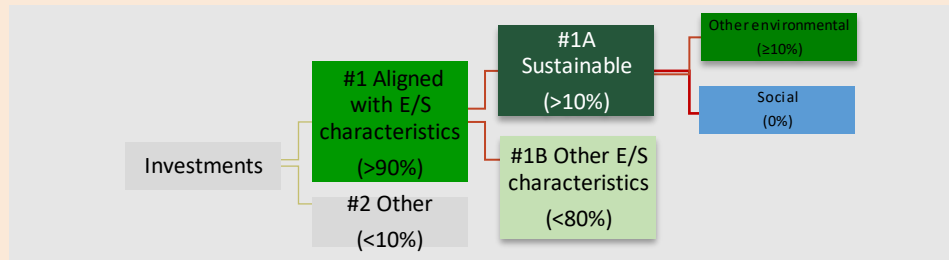 Investments
#1 Aligned
with E/S
characteristics
(>90%)
#2 Other
(<10%)
#1A
Sustainable
(>10%)
#1B Other E/S
characteristics
(<80%)
Other environmental
(≥10%)
Social
(0%)